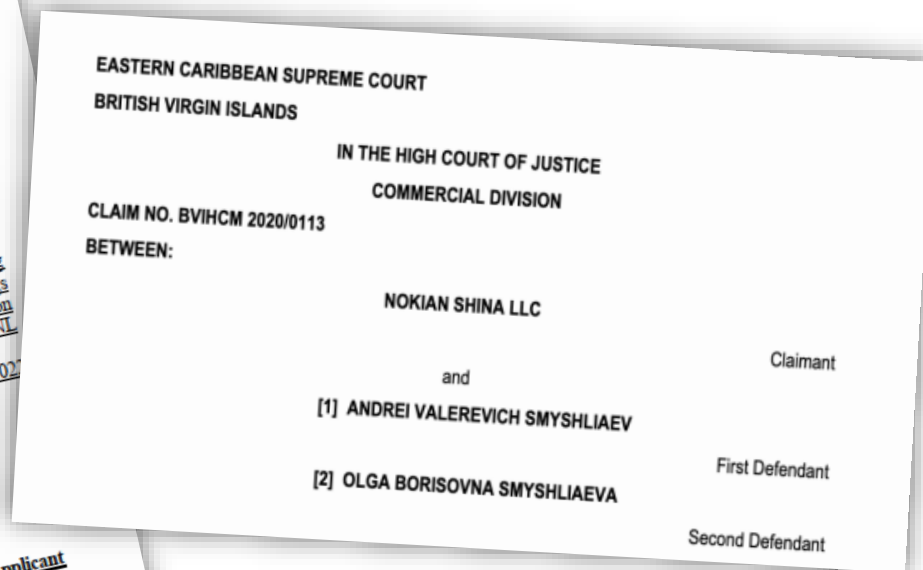 EASTERN CARIBBEAN SUPREME COURT
BRITISH VIRGIN ISLANDS
IN THE HIGH COURT OF JUSTICE
COMMERCIAL DIVISION
CLAIM NO. BVIHCM 2020/0113
BETWEEN:
NOKIAN SHINA LLC
Claimant
and
[1] ANDREI VALEREVICH SMYSHLIAEV
First Defendant
[2] OLGA BORISOVNA SMYSHLIAEVA
Second Defendant